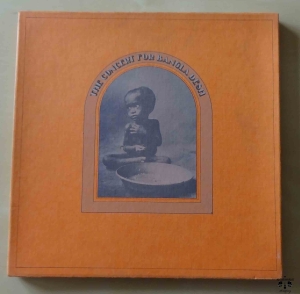 THE CONCERT FOR BANGLA DESH